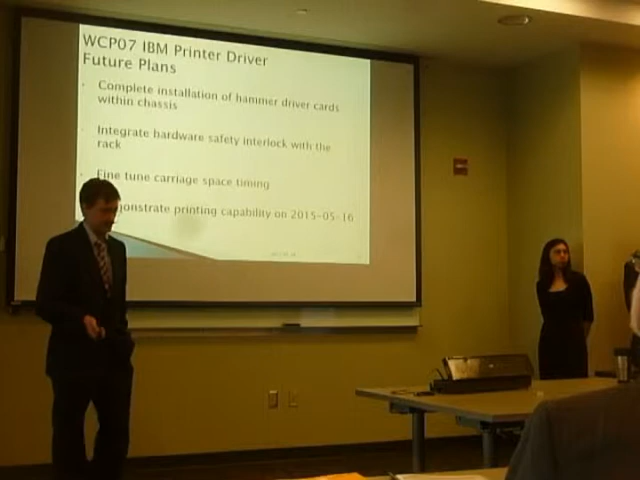 WCP07 IBM Printer Driver
Future Plans
Complete installation of hammer driver cards
within chassis
Integrate hardware safety interlock with the
rack
Fine tune carriage space timing
onstrate printing capability on 2015-05-16